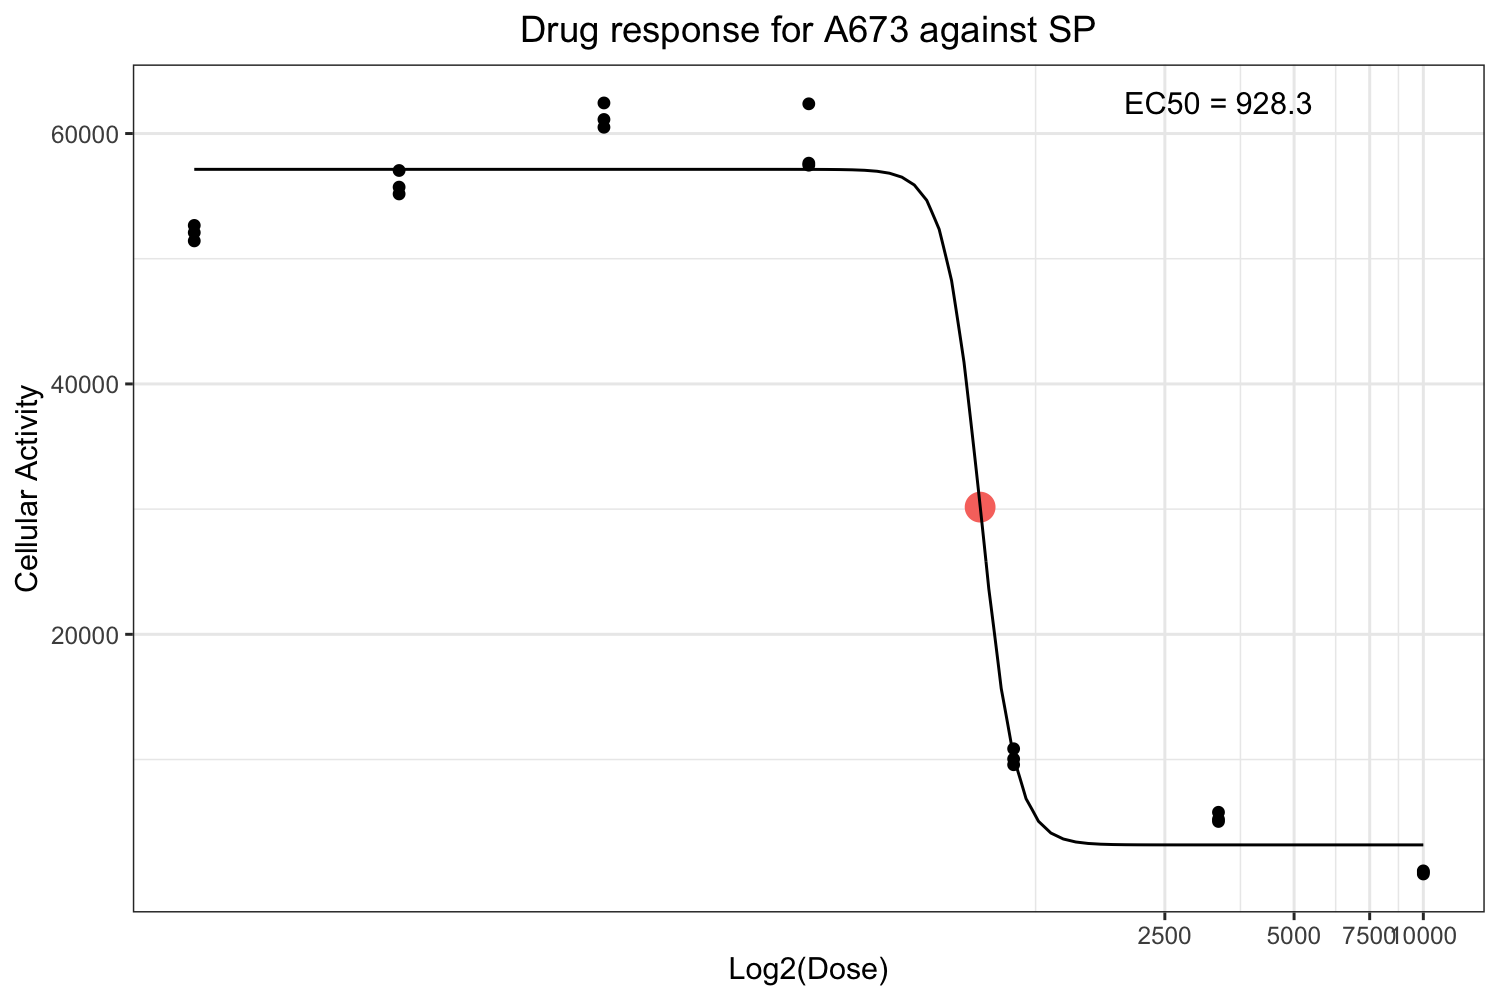 Drug response for A673 against SP
EC50 = 928.3
60000
40000
20000
Cellular Activity
2500 5000 7500 10000
Log2(Dose)